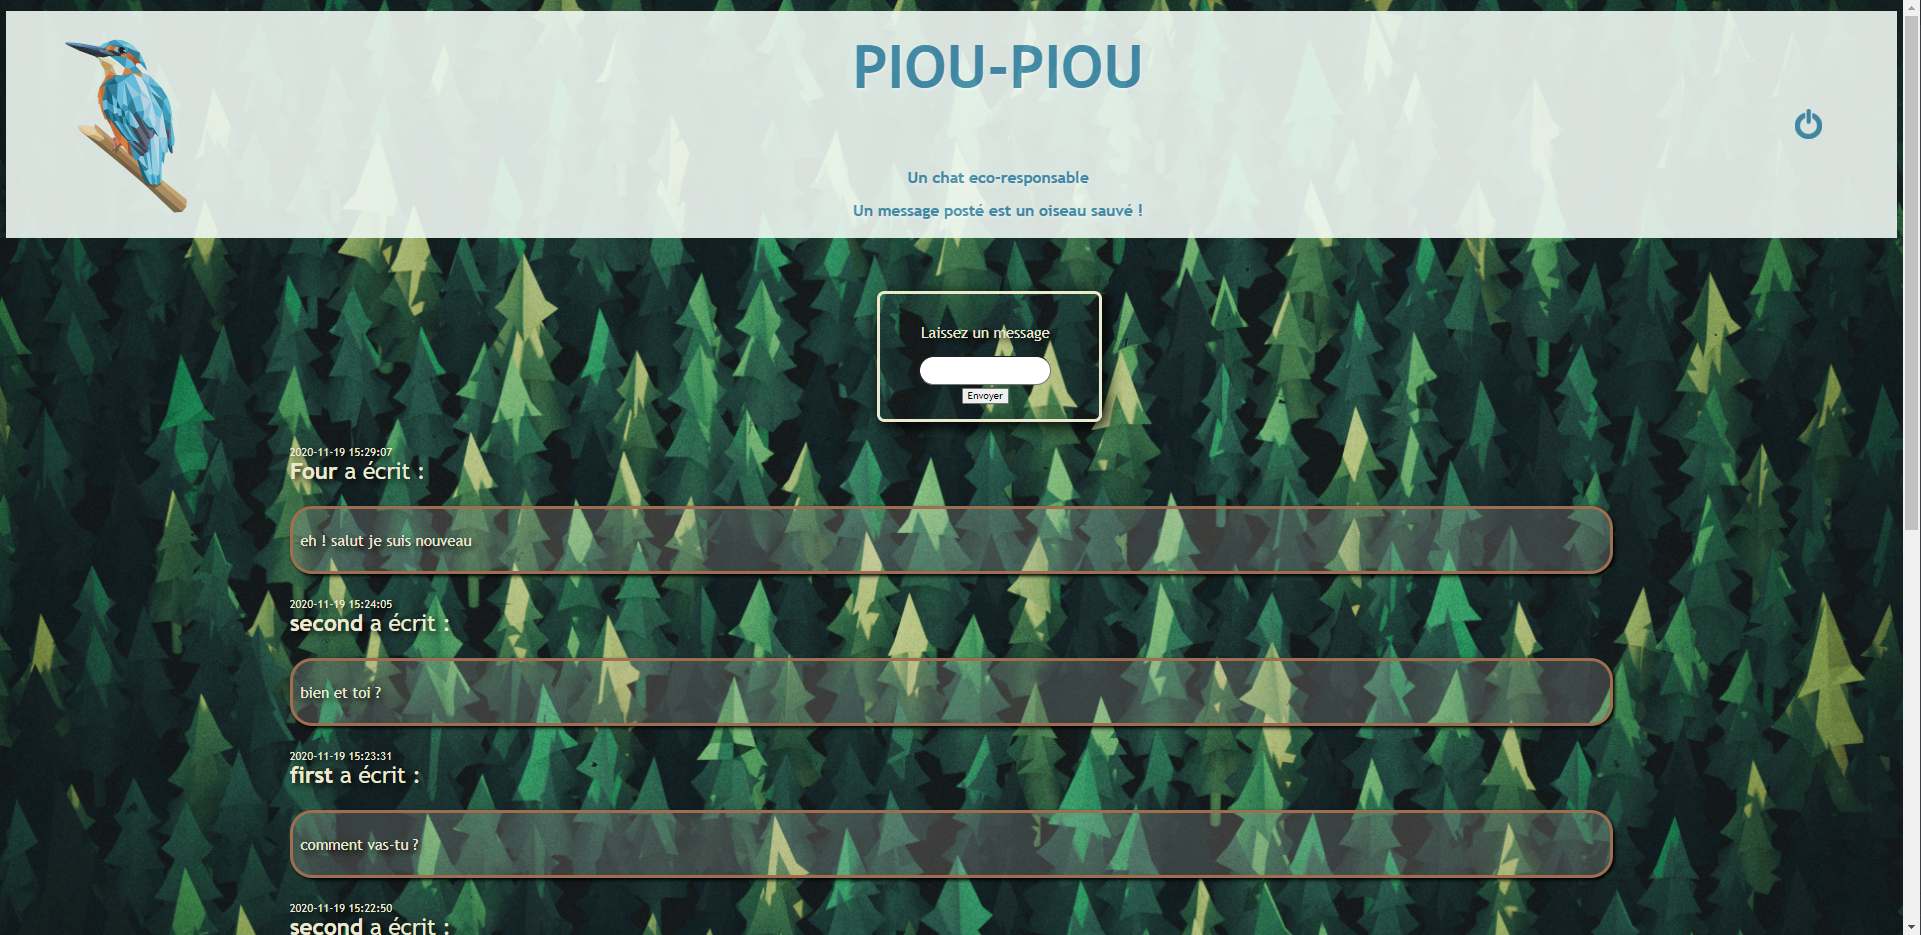 PIOU-PIOU
Un chat eco-responsable
Un message posté est un oiseau sauvé !
Laissez un message
Envoyer
2020-11-19 15:29:07
Four a écrit :
eh ! salut je suis nouveau
2020-11-19 15:24:05
second a écrit :
bien et toi ?
2020-11-19 15:23:31
first a écrit :
comment vas-tu ?
2020-11-19 15:22:50
second a écrit :